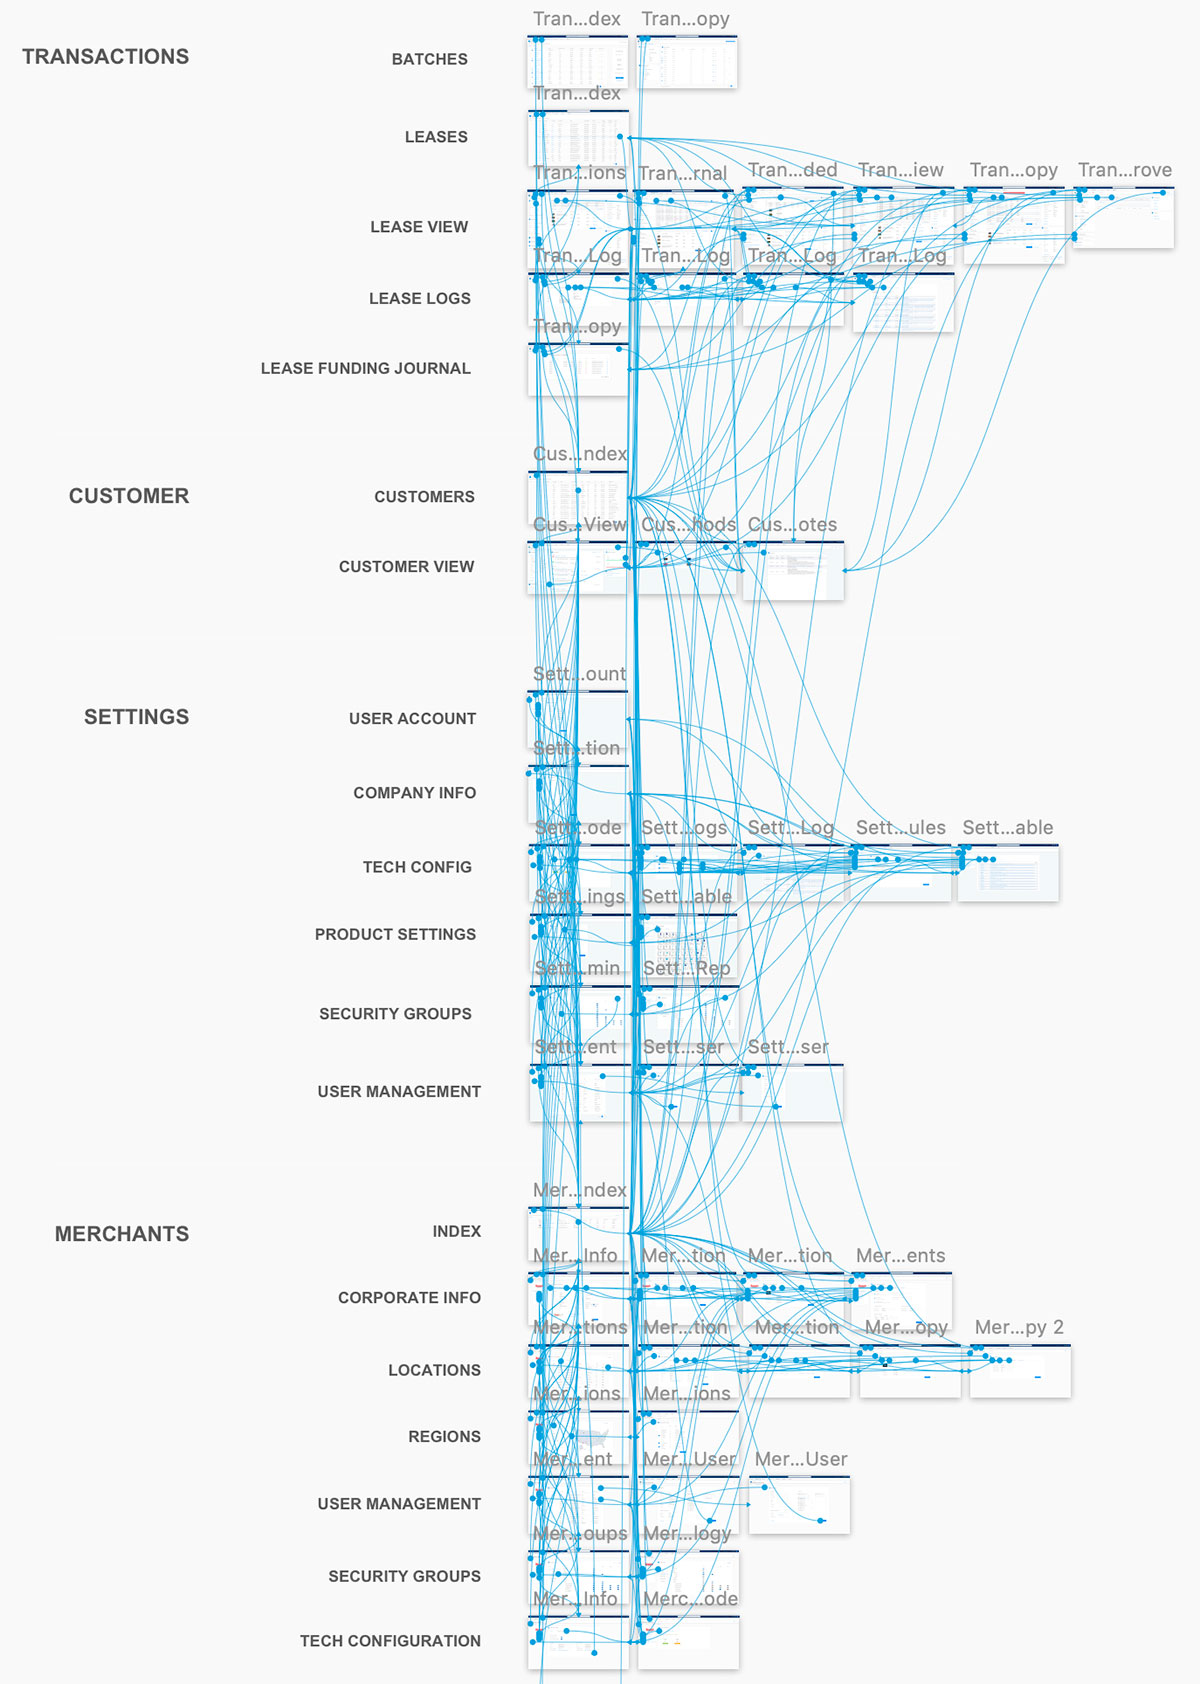 Tran...dex Tran...opy
TRANSACTIONS
BATCHES
Tran...dex
LEASES
Tran...ions Tran...rnal Tran...ded Tran...iew Tran...opy Tran...rove
LEASE VIEW
Tran...Log Tran...Log Tran...Log Tran...Log
LEASE LOGS
Tran...opy
LEASE FUNDING JOURNAL
Cus...ndex
CUSTOMER
CUSTOMERS
Cus...View Cus...hods Cus...otes
CUSTOMER VIEW
Sett...ount
SETTINGS
USER ACCOUNT
Sett...tion
COMPANY INFO
Sett...ode Sett...ogs Sett...Log Sett...ules Sett...able
TECH CONFIG
Sett...ings Sett...able
PRODUCT SETTINGS
Sett...min Sett...Rep
SECURITY GROUPS
Sett...ent Sett...ser Sett...ser
USER MANAGEMENT
Mer...ndex
MERCHANTS
INDEX
Mer...Info Mer...tion Mer...tion Mer...ents
CORPORATE INFO
Mer...tions Mer...tion Mer...tion Mer...opy Mer...py 2
LOCATIONS
Mer...ions Mer...ions
REGIONS
Mer...ent Mer...User Mer...User
USER MANAGEMENT
Mer...oups Mer...logy
SECURITY GROUPS
Mer...Info Merc...ode
TECH CONFIGURATION